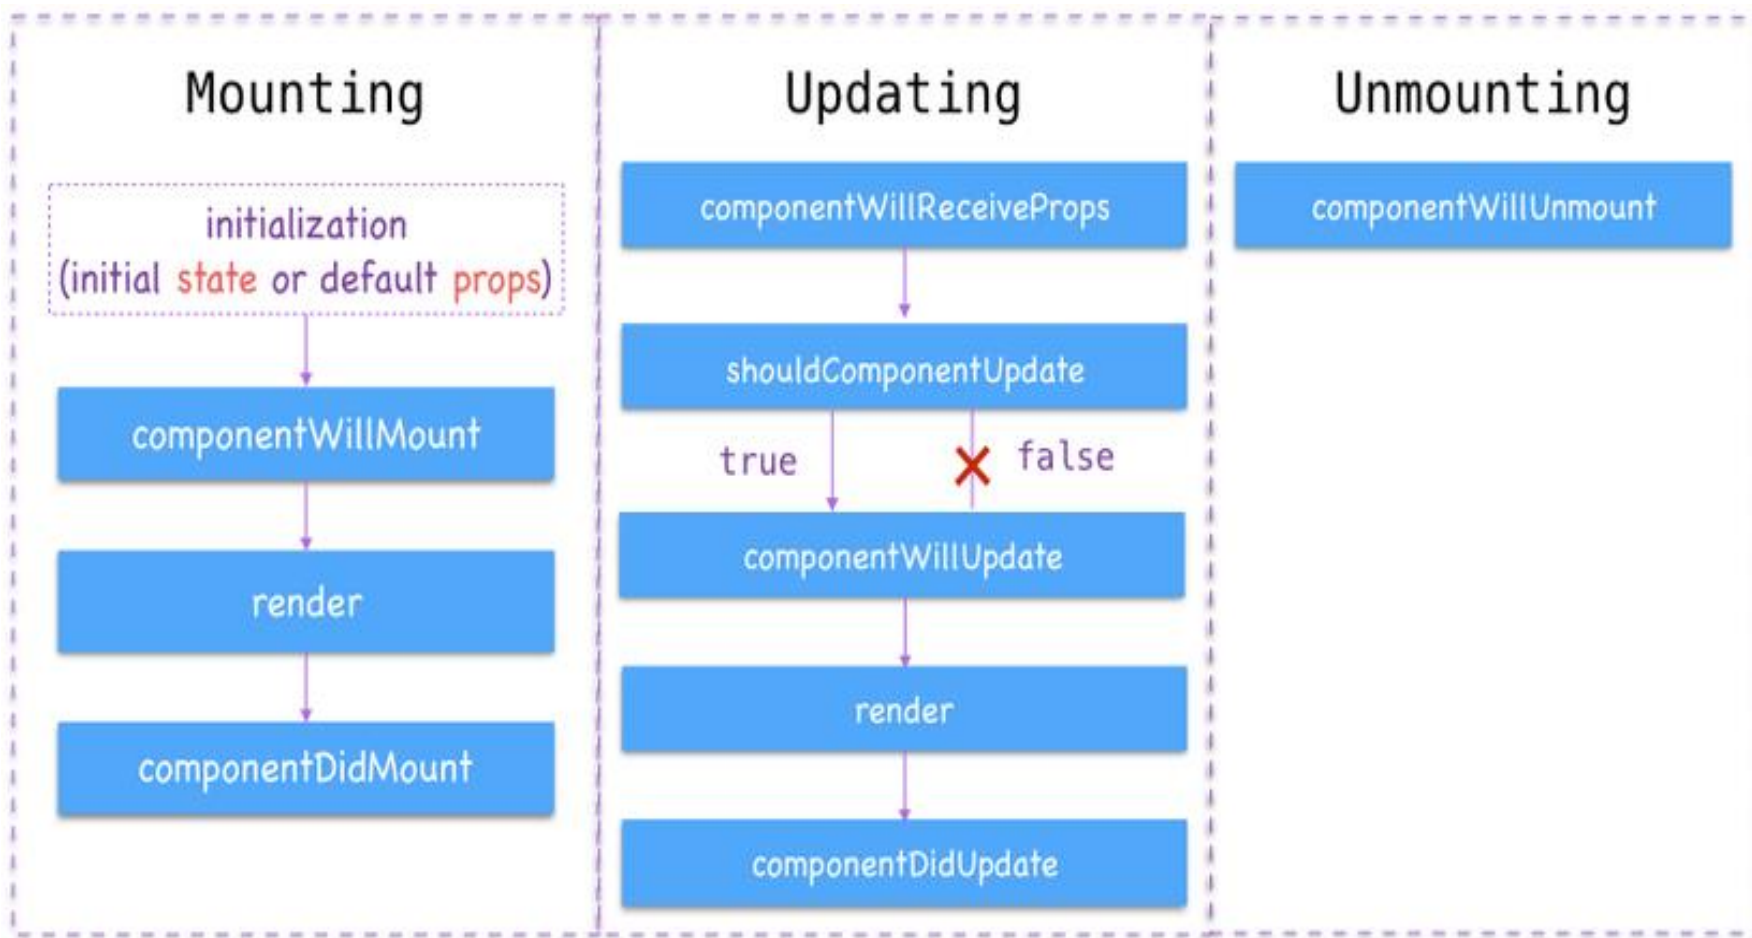 Mounting
initialization
(initial state or default props)
componentWillMount
render
componentDidMount
Updating
componentWillReceiveProps
shouldComponentUpdate
true
false
componentWillUpdate
render
componentDidUpdate
Unmounting
componentWillUnmount